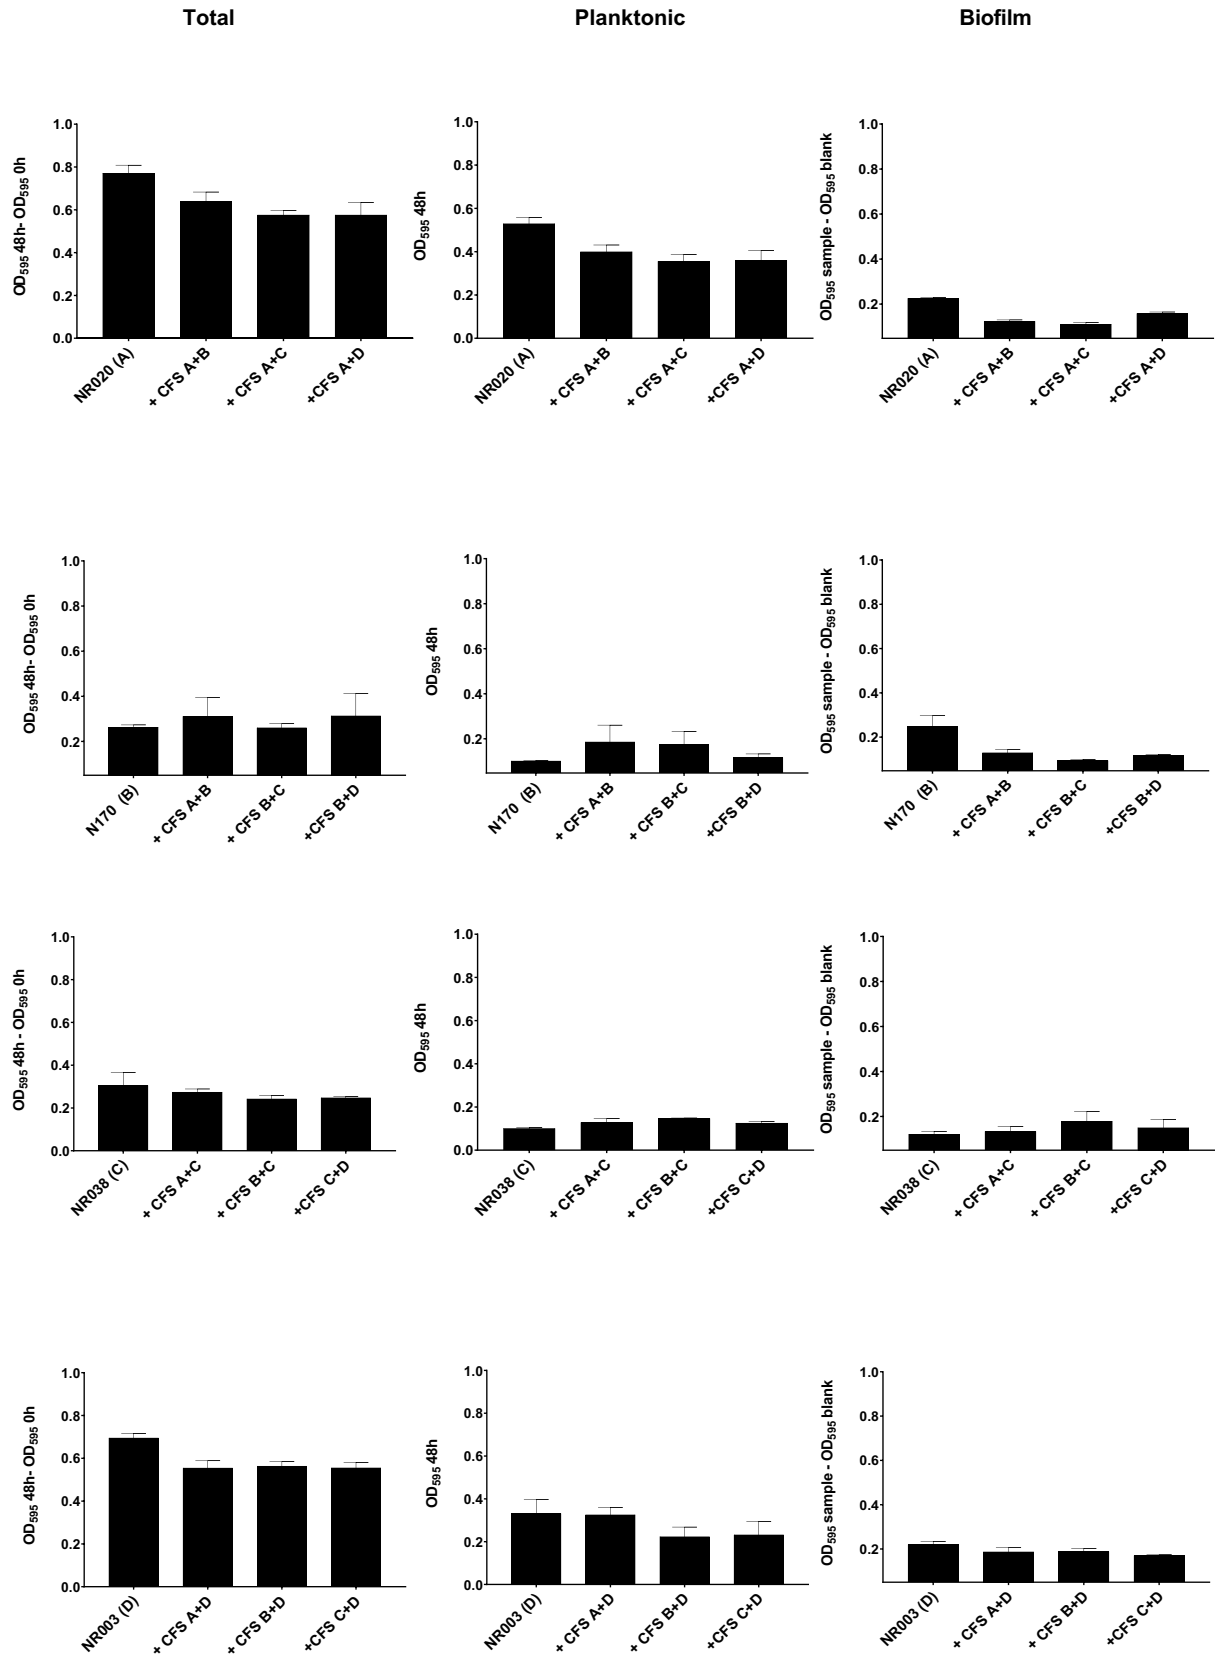 Total Planktonic Biofilm
OD595 48h- OD595 0h
1.0
0.8
0.6
0.4
0.2
0.0
NR020 (A)
+ CFS A+B
+ CFS A+C
+CFS A+D
OD595 48h
1.0
0.8
0.6
0.4
0.2
0.0
NR020 (A)
+ CFS A+B
+ CFS A+C
+CFS A+D
OD595 sample - OD595 blank
1.0
0.8
0.6
0.4
0.2
NR020 (A)
+ CFS A+B
+ CFS A+C
+CFS A+D
OD595 48h- OD595 0h
1.0
0.8
0.6
0.4
0.2
N170 (B)
+ CFS A+B
+ CFS B+C
+CFS B+D
OD595 48h
1.0
0.8
0.6
0.4
0.2
N170 (B)
+ CFS A+B
+ CFS B+C
+CFS B+D
OD595 sample - OD595 blank
1.0
0.8
0.6
0.4
0.2
N170 (B)
+ CFS A+B
+ CFS B+C
+CFS B+D
OD595 48h - OD595 0h
1.0
0.8
0.6
0.4
0.2
0.0
NR038 (C)
+ CFS A+C
+ CFS B+C
+CFS C+D
OD595 48h
1.0
0.8
0.6
0.4
0.2
0.0
NR038 (C)
+ CFS A+C
+ CFS B+C
+CFS C+D
OD595 sample - OD595 blank
1.0
0.8
0.6
0.4
0.2
NR038 (C)
+ CFS A+C
+ CFS B+C
+CFS C+D
OD595 48h- OD595 0h
1.0
0.8
0.6
0.4
0.2
0.0
NR003 (D)
+ CFS A+D
+ CFS B+D
+CFS C+D
OD595 48h
1.0
0.8
0.6
0.4
0.2
0.0
NR003 (D)
+ CFS A+D
+ CFS B+D
+CFS C+D
OD595 sample - OD595 blank
1.0
0.8
0.6
0.4
0.2
NR003 (D)
+ CFS A+D
+ CFS B+D
+CFS C+D